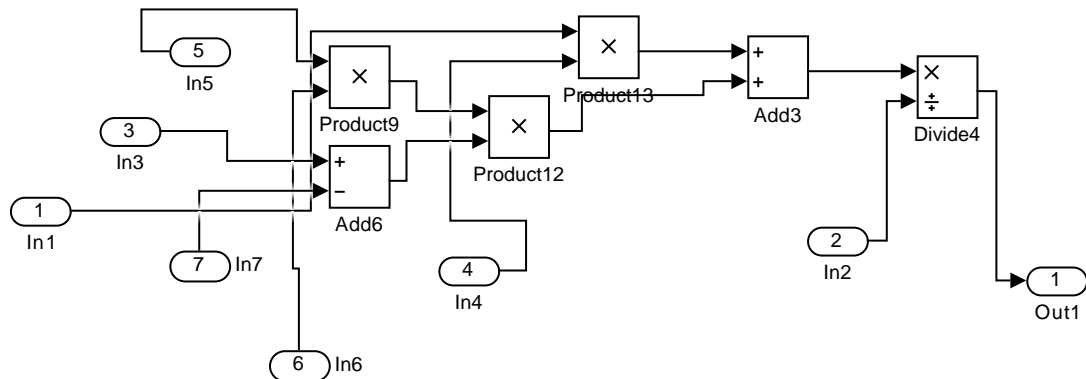 5
In5
×
Product9
×
Product13
+
+
Add3
×
÷
Divide4
3
In3
×
Product12
+
−
Add6
1
In1
7
In7
4
In4
2
In2
1
Out1
6
In6